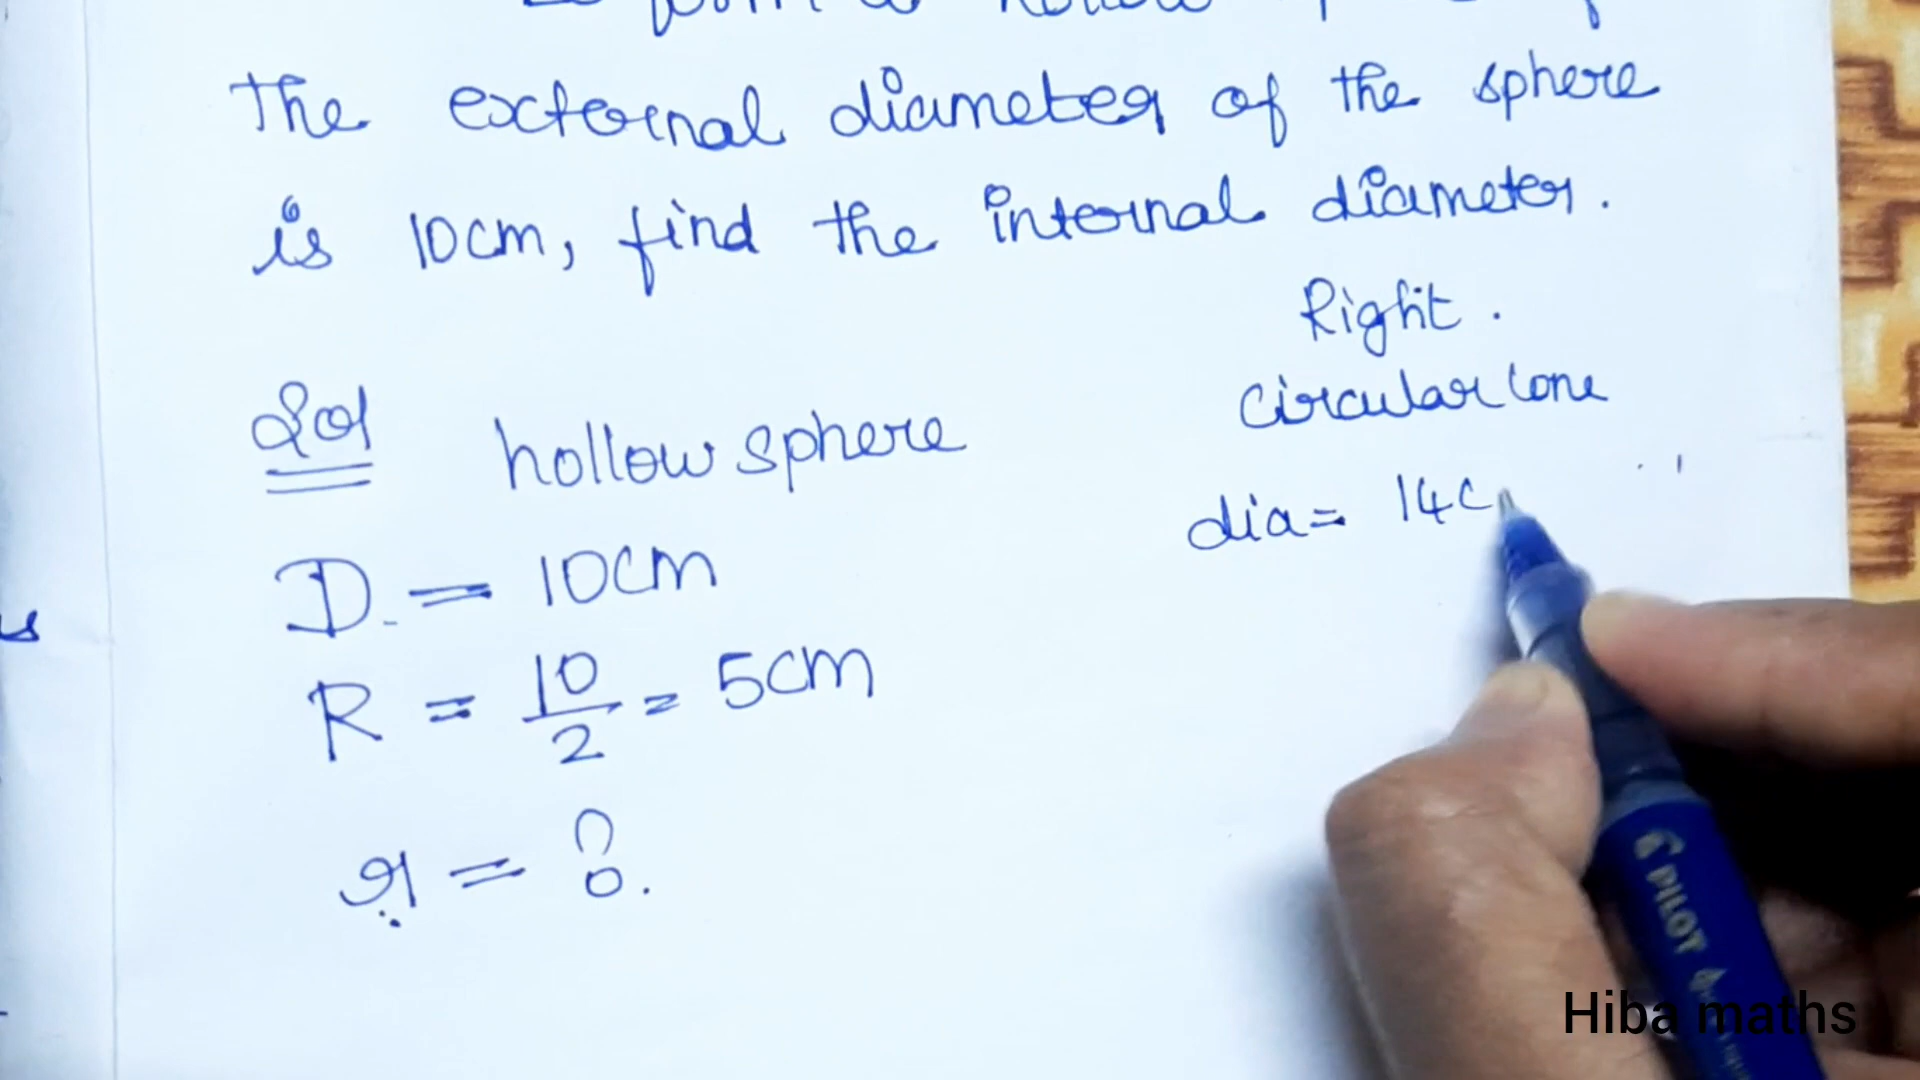 The external diameter of the sphere
is 10cm, find the internal diameter.
Right.
Circular Cone
Sol
hollow sphere
dia = 14c
D = 10cm
R = 10/2 = 5cm
r = ?
PILOT
Hiba maths